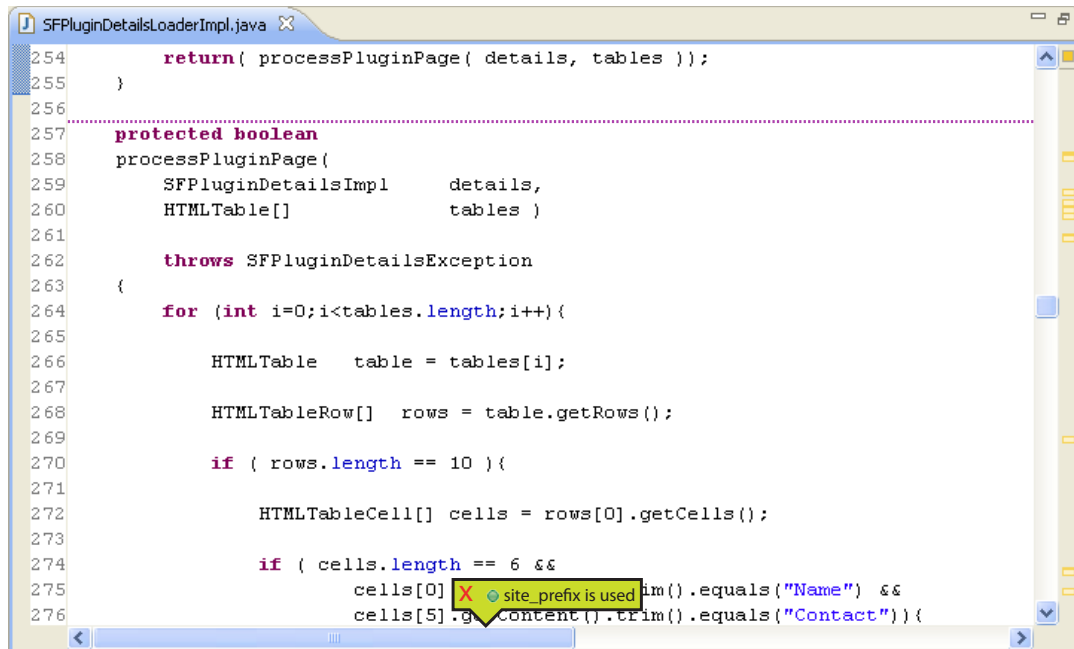 SFPluginDetailsLoaderImpl.java
254 return( processPluginPage( details, tables ));
255 }
256
257 protected boolean
258 processPluginPage(
259 SFPluginDetailsImpl details,
260 HTMLTable[] tables )
261
262 throws SFPluginDetailsException
263 {
264 for (int i=0;i<tables.length;i++){
265
266 HTMLTable table = tables[i];
267
268 HTMLTableRow[] rows = table.getRows();
269
270 if ( rows.length == 10 ){
271
272 HTMLTableCell[] cells = rows[0].getCells();
273
274 if ( cells.length == 6 &&
275 cells[0] im().equals("Name") &&
X site_prefix is used
276 cells[5].getContent().trim().equals("Contact")){